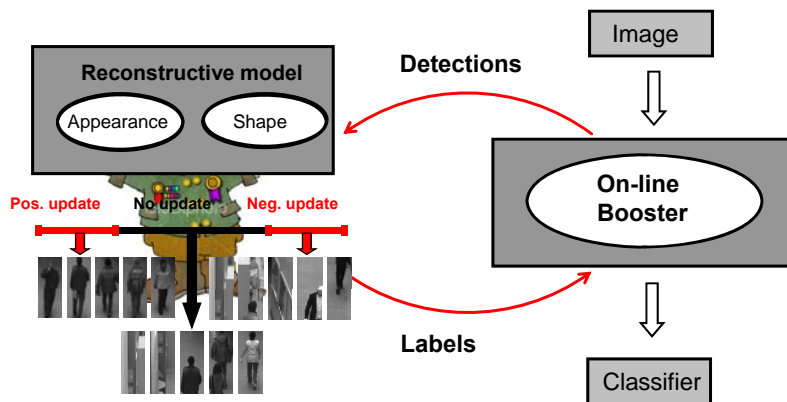 Reconstructive model
Appearance
Shape
Detections
Image
On-line
Booster
Pos. update
No update
Neg. update
Labels
Classifier